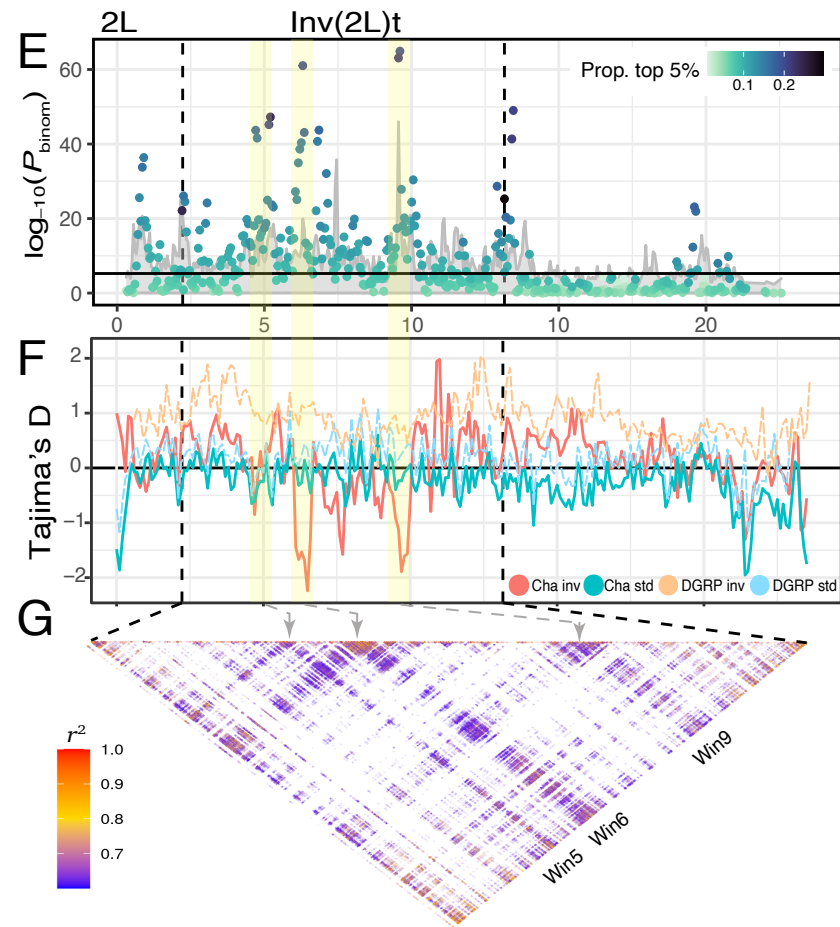 2L Inv(2L)t
E
log-10(Pbinom)
60
40
20
0
Prop. top 5%
0.1 0.2
0 5 10 10 20
F
Tajima's D
2
1
0
−1
−2
Cha inv Cha std DGRP inv DGRP std
G
r2
1.0
0.9
0.8
0.7
Win9
Win6
Win5